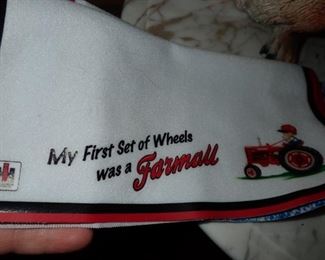 My First Set of Wheels
was a Farmall